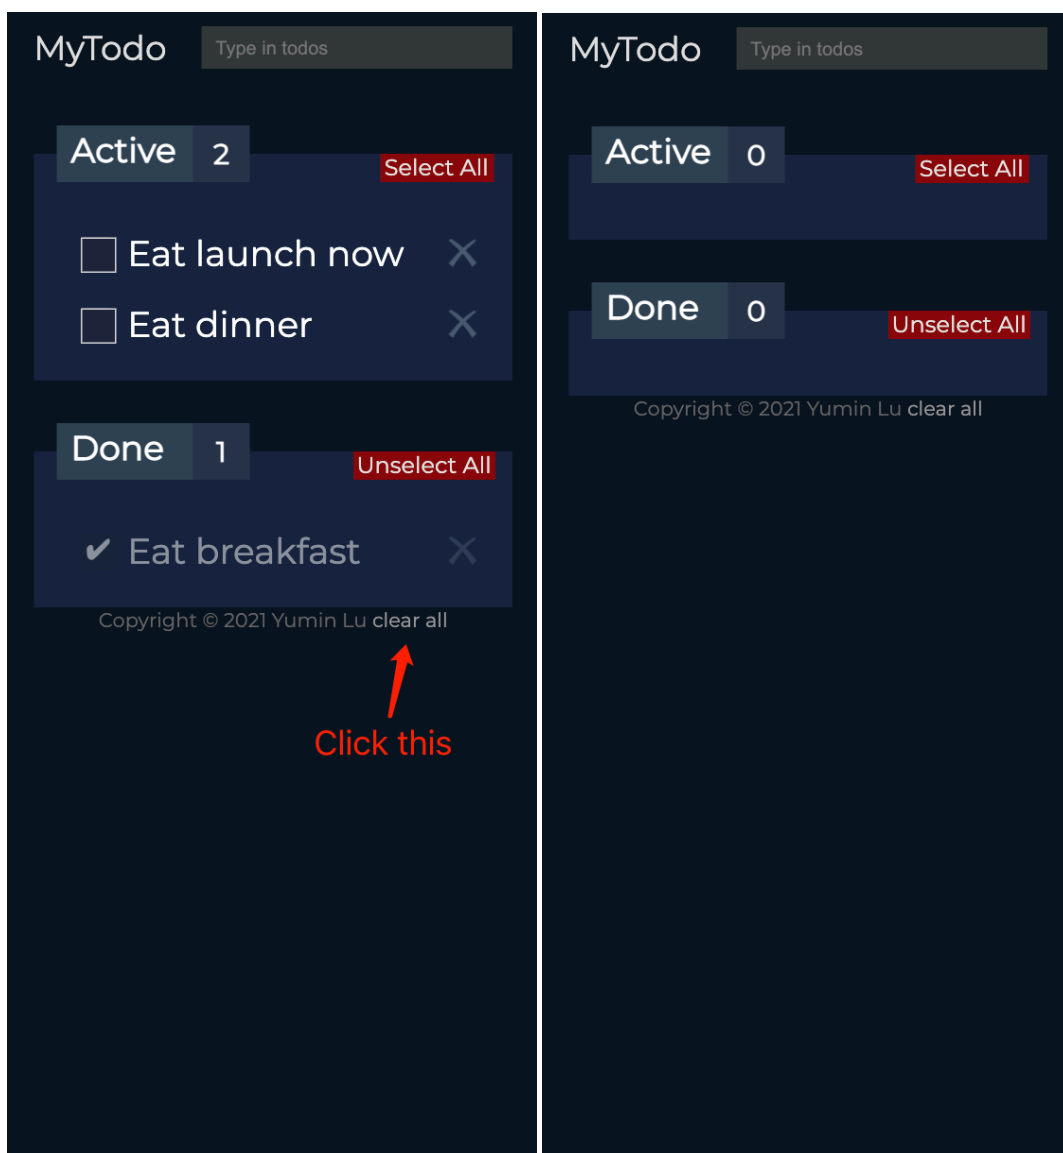 MyTodo Type in todos
Active 2
Select All
Eat launch now
Eat dinner
Done 1
Unselect All
✔ Eat breakfast
Copyright © 2021 Yumin Lu clear all
Click this
MyTodo Type in todos
Active 0
Select All
Done 0
Unselect All
Copyright © 2021 Yumin Lu clear all